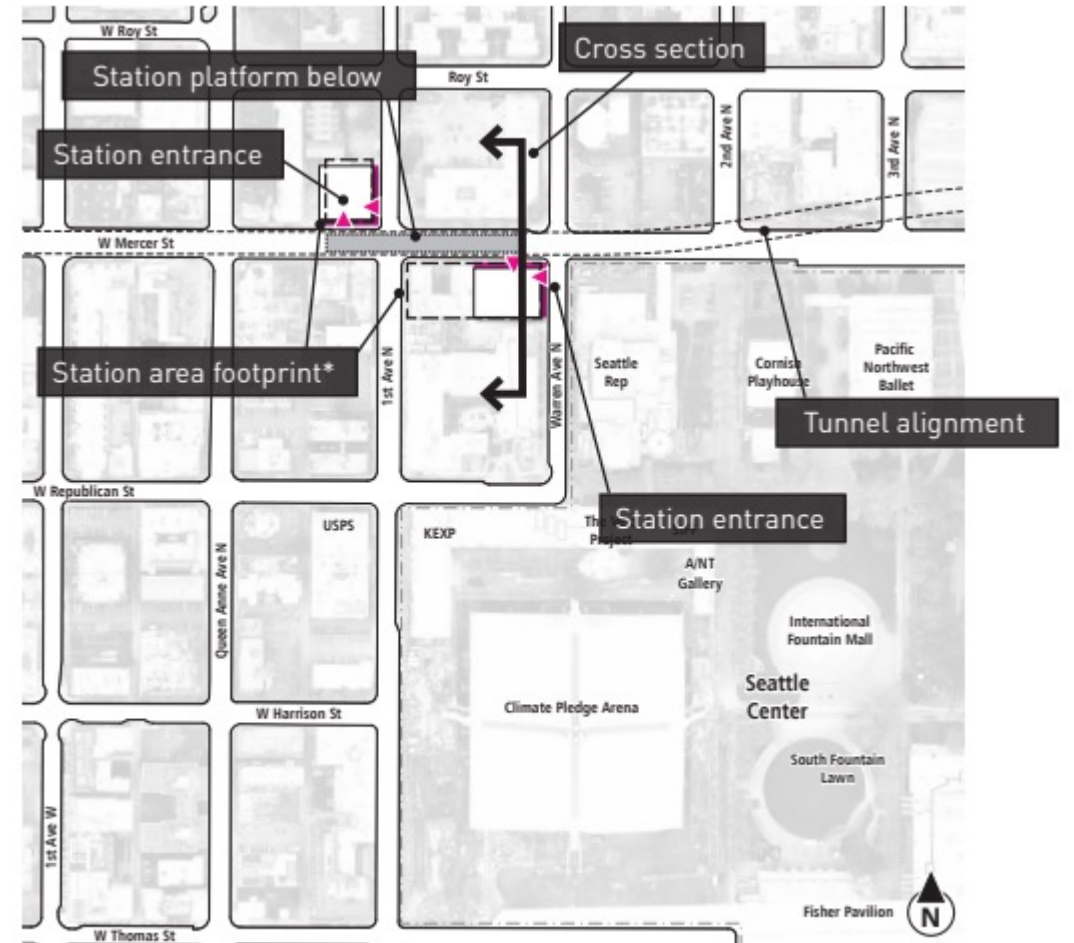 W Roy St
Cross section
Station platform below
Roy St
2nd Ave N
3rd Ave N
Station entrance
W Mercer St
Station area footprint*
1st Ave N
Warren Ave N
Seattle
Rep
Cornish
Playhouse
Pacific
Northwest
Ballet
Tunnel alignment
W Republican St
Station entrance
USPS
KEXP
The
Project
A/NT
Gallery
Queen Anne Ave N
International
Fountain Mall
Seattle
Center
Climate Pledge Arena
W Harrison St
South Fountain
Lawn
1st Ave W
Fisher Pavilion
N
W Thomas St